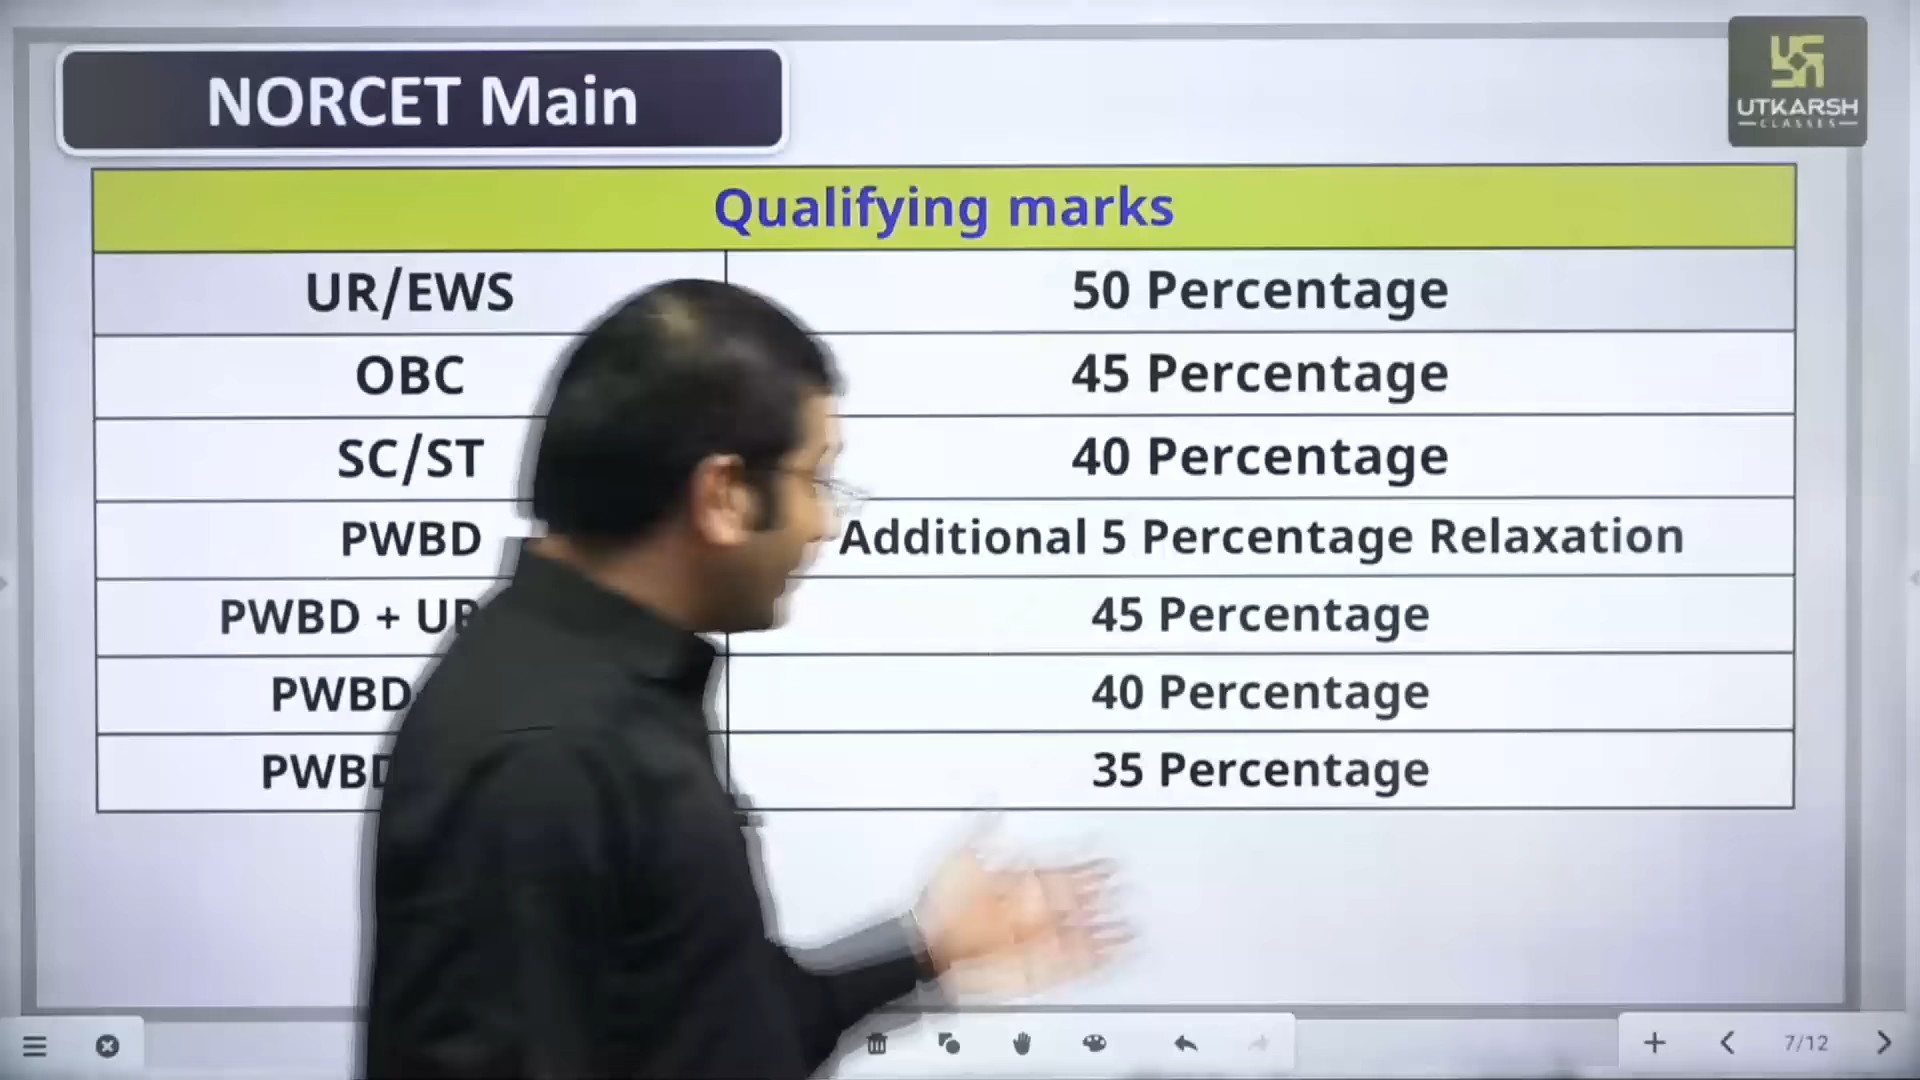 NORCET Main
UTKARSH
CLASSES
Qualifying marks
UR/EWS 50 Percentage
OBC 45 Percentage
SC/ST 40 Percentage
PWBD Additional 5 Percentage Relaxation
PWBD + 45 Percentage
PWBD 40 Percentage
PWBD 35 Percentage
7/12